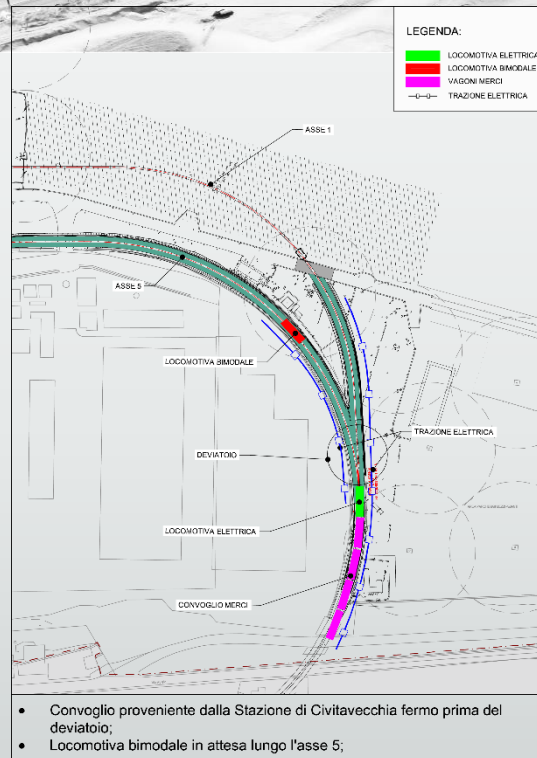 LEGENDA:
LOCOMOTIVA ELETTRICA
LOCOMOTIVA BIMODALE
VAGONI MERCI
TRAZIONE ELETTRICA
ASSE 1
ASSE 5
LOCOMOTIVA BIMODALE
TRAZIONE ELETTRICA
DEVIATOIO
LOCOMOTIVA ELETTRICA
CONVOGLIO MERCI
• Convoglio proveniente dalla Stazione di Civitavecchia fermo prima del
deviatoio;
• Locomotiva bimodale in attesa lungo l'asse 5;